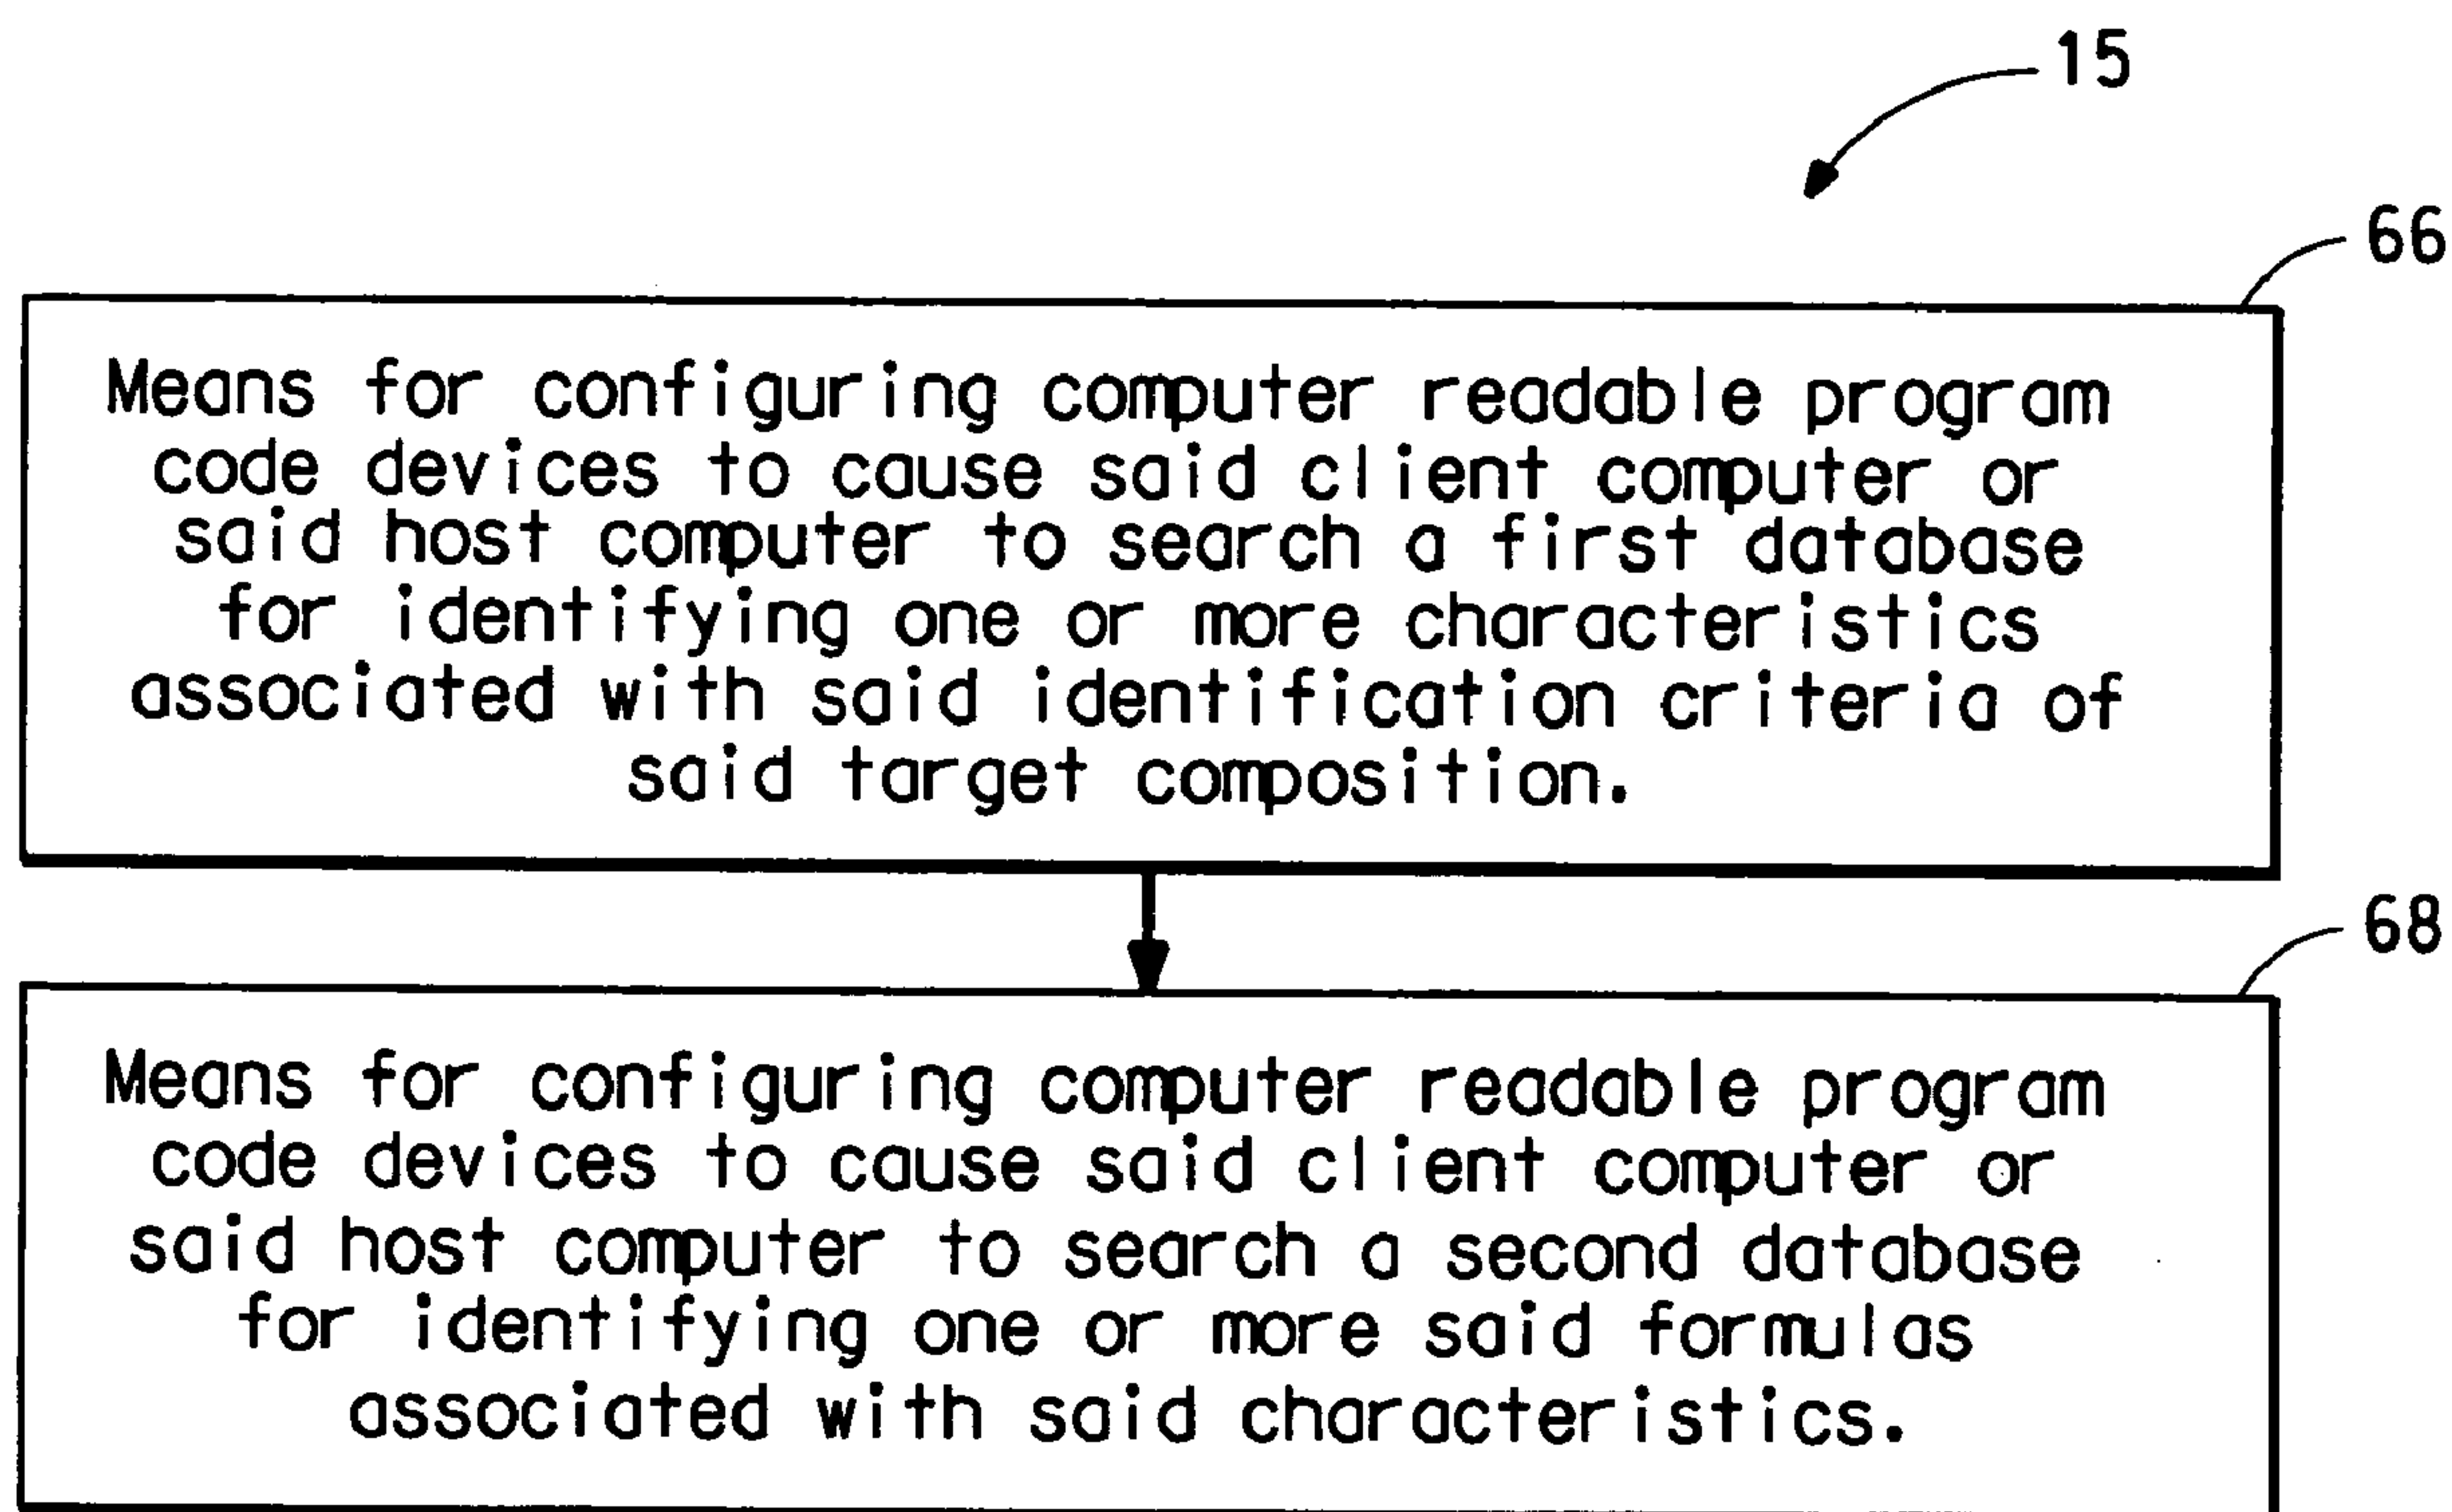 15
66
Means for configuring computer readable program
code devices to cause said client computer or
said host computer to search a first database
for identifying one or more characteristics
associated with said identification criteria of
said target composition.
68
Means for configuring computer readable program
code devices to cause said client computer or
said host computer to search a second database
for identifying one or more said formulas
associated with said characteristics.